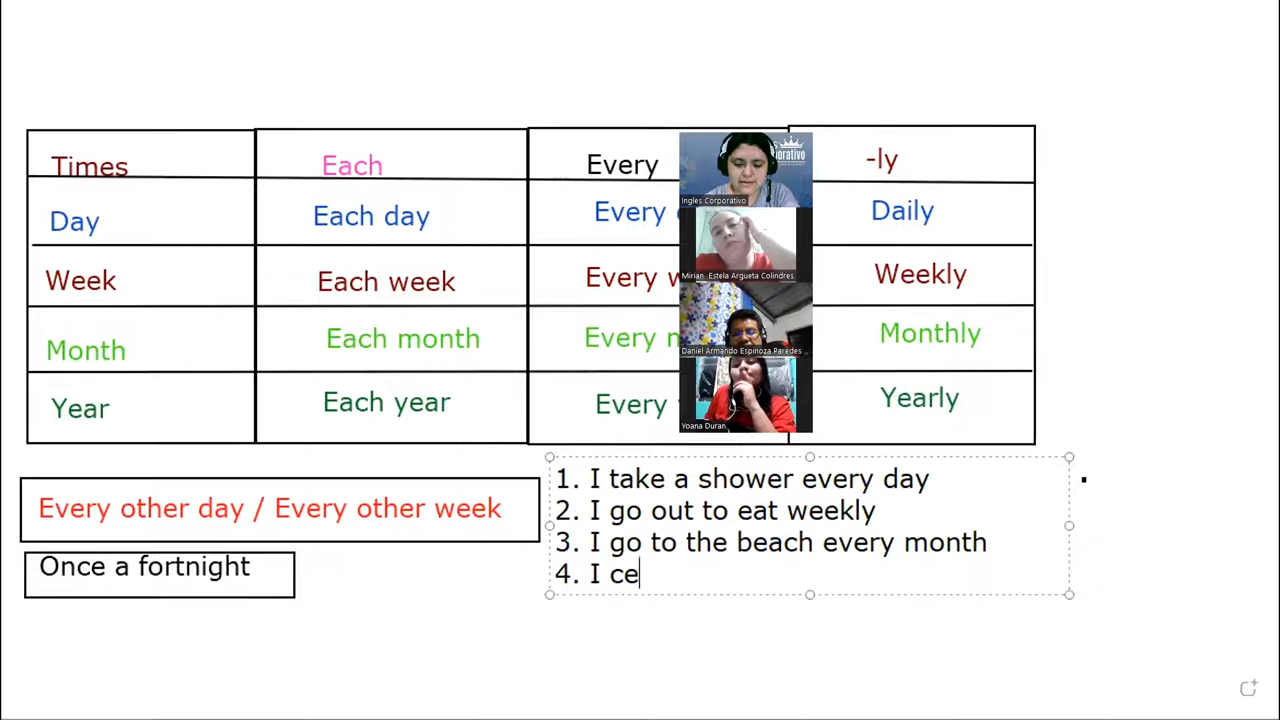 Times Each Every -ly
Day Each day Every Daily
Week Each week Every Weekly
Month Each month Every Monthly
Year Each year Every Yearly
Ingles Corporativo
Mirian Estela Argueta Colindres
Daniel Armando Espinoza Paredes
Yoana Duran
Every other day / Every other week
Once a fortnight
1. I take a shower every day
2. I go out to eat weekly
3. I go to the beach every month
4. I ce